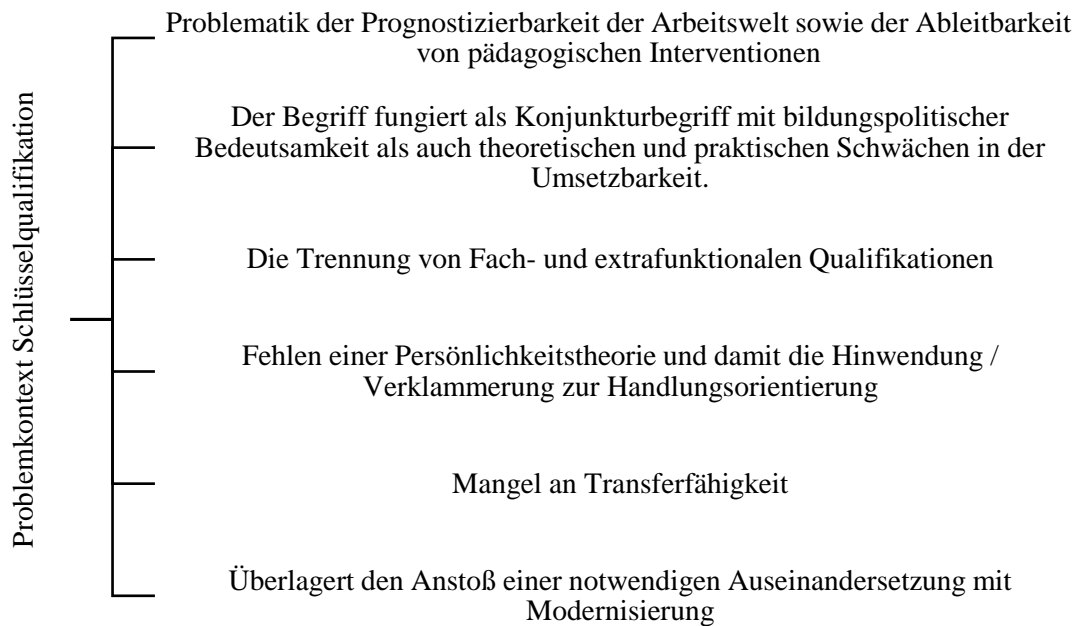 Problemkontext Schlüsselqualifikation
Problematik der Prognostizierbarkeit der Arbeitswelt sowie der Ableitbarkeit
von pädagogischen Interventionen
Der Begriff fungiert als Konjunkturbegriff mit bildungspolitischer
Bedeutsamkeit als auch theoretischen und praktischen Schwächen in der
Umsetzbarkeit.
Die Trennung von Fach- und extrafunktionalen Qualifikationen
Fehlen einer Persönlichkeitstheorie und damit die Hinwendung /
Verklammerung zur Handlungsorientierung
Mangel an Transferfähigkeit
Überlagert den Anstoß einer notwendigen Auseinandersetzung mit
Modernisierung